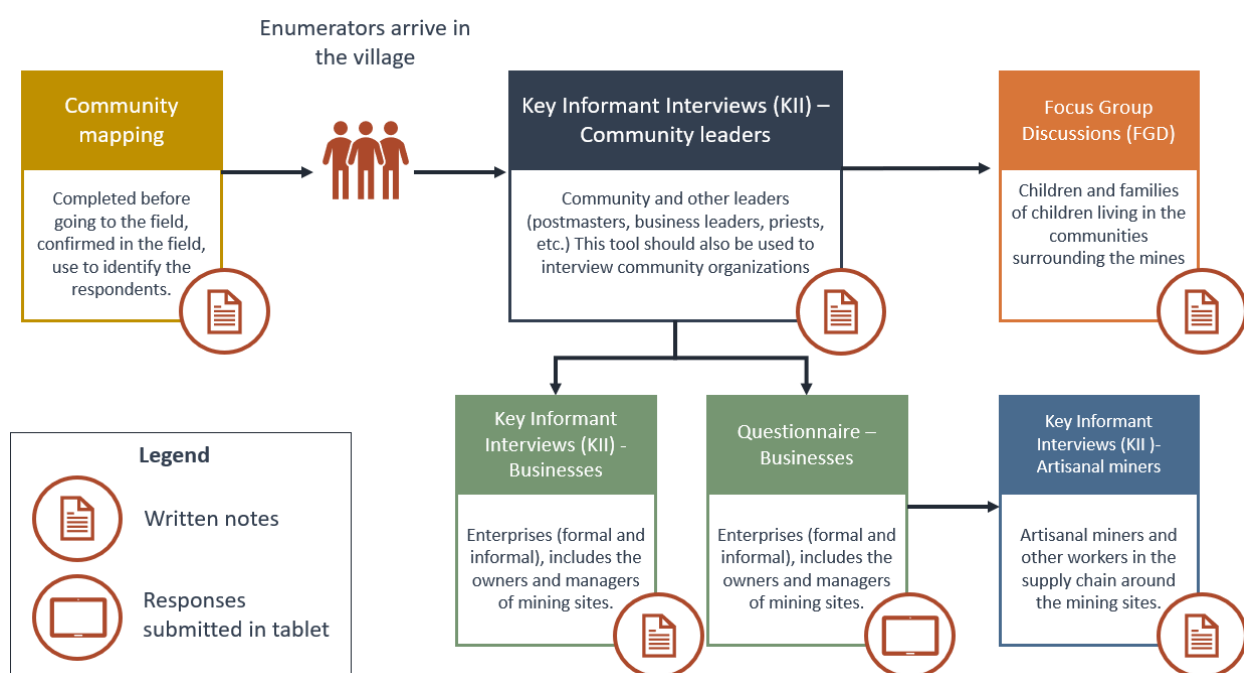 Enumerators arrive in
the village
Community
mapping
Completed before
going to the field,
confirmed in the field,
use to identify the
respondents.
Key Informant Interviews (KII) –
Community leaders
Community and other leaders
(postmasters, business leaders, priests,
etc.) This tool should also be used to
interview community organizations
Focus Group
Discussions (FGD)
Children and families
of children living in the
communities
surrounding the mines
Key Informant
Interviews (KII) -
Businesses
Enterprises (formal and
informal), includes the
owners and managers
of mining sites.
Questionnaire –
Businesses
Enterprises (formal and
informal), includes the
owners and managers
of mining sites.
Key Informant
Interviews (KII )-
Artisanal miners
Artisanal miners and
other workers in the
supply chain around
the mining sites.
Legend
Written notes
Responses
submitted in tablet